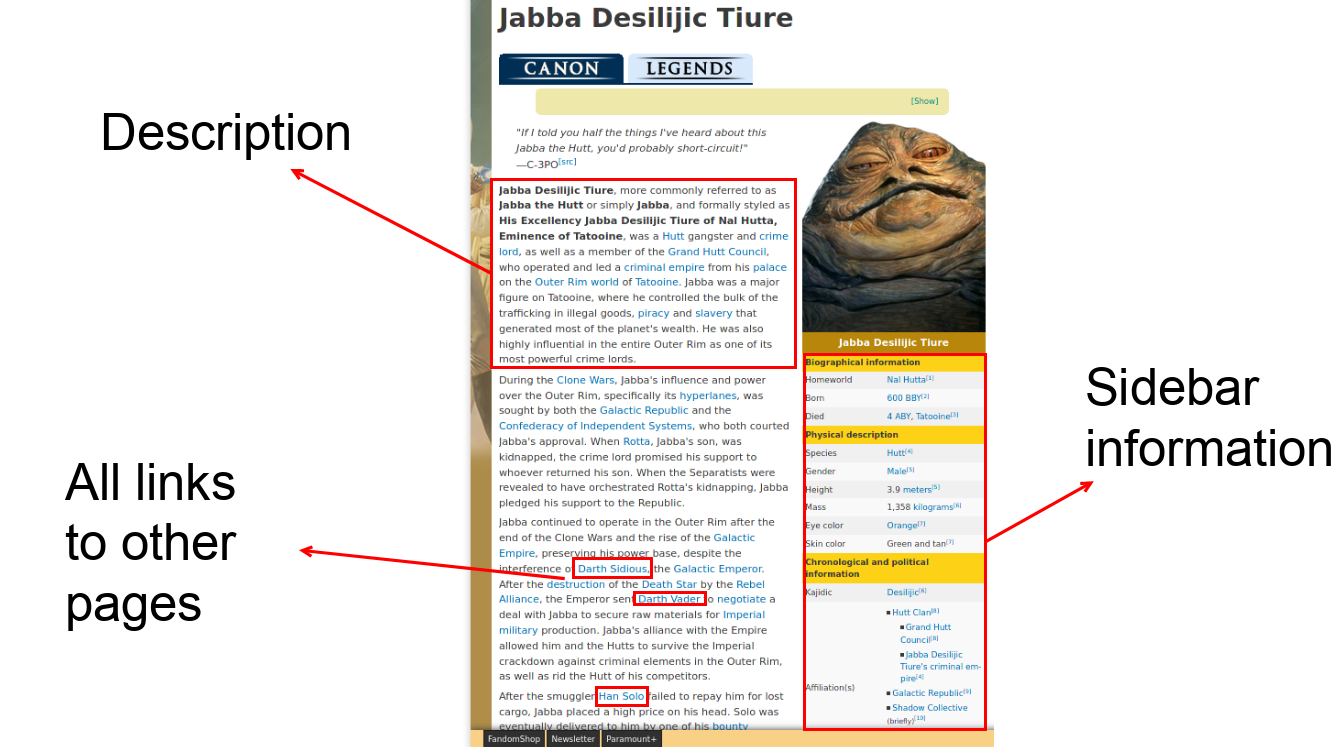 Jabba Desilijic Tiure
CANON
LEGENDS
[Show]
"If I told you half the things I've heard about this
Jabba the Hutt, you'd probably short-circuit!"
―C-3PO[src]
Description
Jabba Desilijic Tiure, more commonly referred to as
Jabba the Hutt or simply Jabba, and formally styled as
His Excellency Jabba Desilijic Tiure of Nal Hutta,
Eminence of Tatooine, was a Hutt gangster and crime
lord, as well as a member of the Grand Hutt Council,
who operated and led a criminal empire from his palace
on the Outer Rim world of Tatooine. Jabba was a major
figure on Tatooine, where he controlled the bulk of the
trafficking in illegal goods, piracy and slavery that
generated most of the planet's wealth. He was also
highly influential in the entire Outer Rim as one of its
most powerful crime lords.
During the Clone Wars, Jabba's influence and power
over the Outer Rim, specifically its hyperlanes, was
sought by both the Galactic Republic and the
Confederacy of Independent Systems, who both courted
Jabba's approval. When Rotta, Jabba's son, was
kidnapped, the crime lord promised his support to
whoever returned his son. When the Separatists were
revealed to have orchestrated Rotta's kidnapping, Jabba
pledged his support to the Republic.
All links
to other
pages
Jabba continued to operate in the Outer Rim after the
end of the Clone Wars and the rise of the Galactic
Empire, preserving his power base, despite the
interference of Darth Sidious, the Galactic Emperor.
After the destruction of the Death Star by the Rebel
Alliance, the Emperor sent Darth Vader to negotiate a
deal with Jabba to secure raw materials for Imperial
military production. Jabba's alliance with the Empire
allowed him and the Hutts to survive the Imperial
crackdown against criminal elements in the Outer Rim,
as well as rid the Hutt of his competitors.
After the smuggler Han Solo failed to repay him for lost
cargo, Jabba placed a high price on his head. Solo was
eventually delivered to him by one of his bounty
Jabba Desilijic Tiure
Biographical information
Homeworld Nal Hutta[1]
Born 600 BBY[2]
Died 4 ABY, Tatooine[3]
Physical description
Species Hutt[4]
Gender Male[5]
Height 3.9 meters[5]
Mass 1,358 kilograms[6]
Eye color Orange[7]
Skin color Green and tan[7]
Chronological and political
information
Kajidic Desilijic[8]
Affiliation(s)
▪ Hutt Clan[8]
▪ Grand Hutt
Council[8]
▪ Jabba Desilijic
Tiure's criminal em-
pire[4]
▪ Galactic Republic[9]
▪ Shadow Collective
(briefly)[10]
Sidebar
information
FandomShop
Newsletter
Paramount+